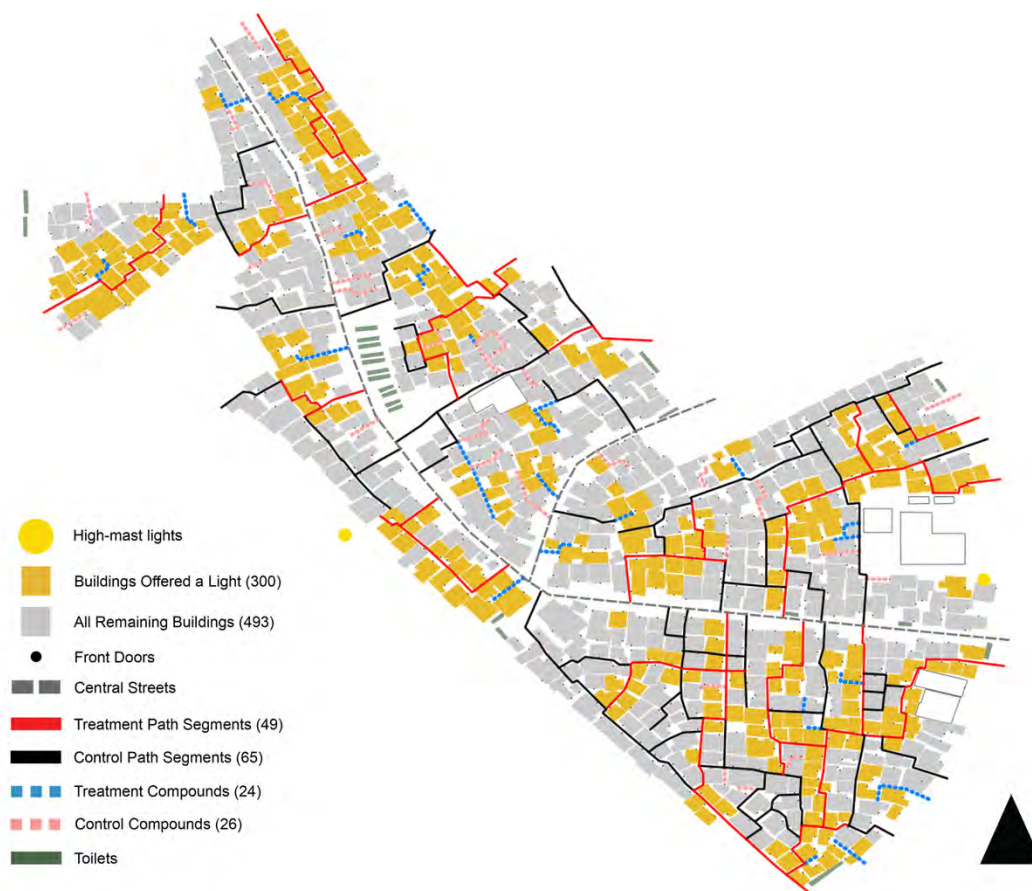 High-mast lights
Buildings Offered a Light (300)
All Remaining Buildings (493)
Front Doors
Central Streets
Treatment Path Segments (49)
Control Path Segments (65)
Treatment Compounds (24)
Control Compounds (26)
Toilets